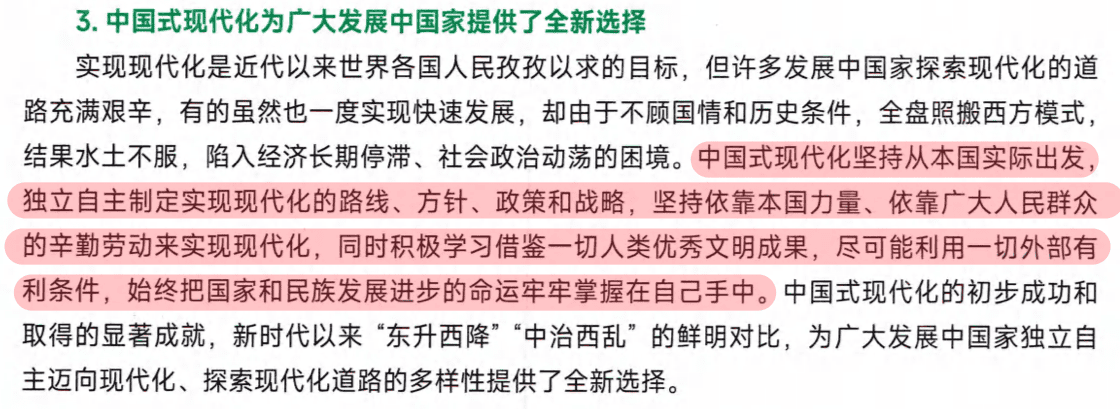 3. 中国式现代化为广大发展中国家提供了全新选择
实现现代化是近代以来世界各国人民孜孜以求的目标，但许多发展中国家探索现代化的道
路充满艰辛，有的虽然也一度实现快速发展，却由于不顾国情和历史条件，全盘照搬西方模式，
结果水土不服，陷入经济长期停滞、社会政治动荡的困境。中国式现代化坚持从本国实际出发，
独立自主制定实现现代化的路线、方针、政策和战略，坚持依靠本国力量、依靠广大人民群众
的辛勤劳动来实现现代化，同时积极学习借鉴一切人类优秀文明成果，尽可能利用一切外部有
利条件，始终把国家和民族发展进步的命运牢牢掌握在自己手中。中国式现代化的初步成功和
取得的显著成就，新时代以来“东升西降”“中治西乱”的鲜明对比，为广大发展中国家独立自
主迈向现代化、探索现代化道路的多样性提供了全新选择。